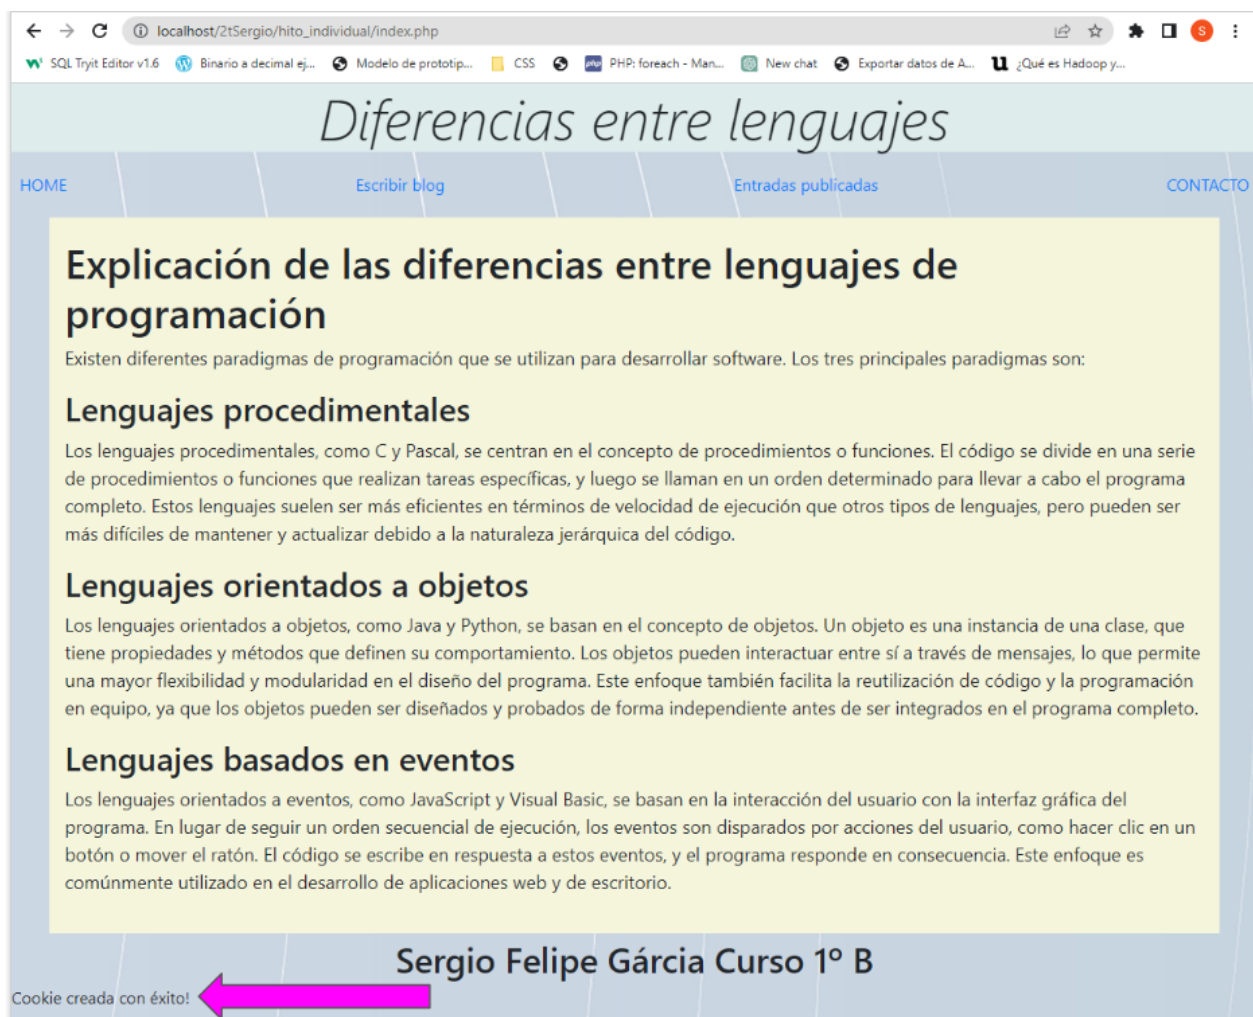 localhost/2tSergio/hito_individual/index.php
S
SQL Tryit Editor v1.6 Binario a decimal ej... Modelo de prototip... CSS php PHP: foreach - Man... New chat Exportar datos de A... ¿Qué es Hadoop y...
Diferencias entre lenguajes
HOME Escribir blog Entradas publicadas CONTACTO
Explicación de las diferencias entre lenguajes de
programación
Existen diferentes paradigmas de programación que se utilizan para desarrollar software. Los tres principales paradigmas son:
Lenguajes procedimentales
Los lenguajes procedimentales, como C y Pascal, se centran en el concepto de procedimientos o funciones. El código se divide en una serie
de procedimientos o funciones que realizan tareas específicas, y luego se llaman en un orden determinado para llevar a cabo el programa
completo. Estos lenguajes suelen ser más eficientes en términos de velocidad de ejecución que otros tipos de lenguajes, pero pueden ser
más difíciles de mantener y actualizar debido a la naturaleza jerárquica del código.
Lenguajes orientados a objetos
Los lenguajes orientados a objetos, como Java y Python, se basan en el concepto de objetos. Un objeto es una instancia de una clase, que
tiene propiedades y métodos que definen su comportamiento. Los objetos pueden interactuar entre sí a través de mensajes, lo que permite
una mayor flexibilidad y modularidad en el diseño del programa. Este enfoque también facilita la reutilización de código y la programación
en equipo, ya que los objetos pueden ser diseñados y probados de forma independiente antes de ser integrados en el programa completo.
Lenguajes basados en eventos
Los lenguajes orientados a eventos, como JavaScript y Visual Basic, se basan en la interacción del usuario con la interfaz gráfica del
programa. En lugar de seguir un orden secuencial de ejecución, los eventos son disparados por acciones del usuario, como hacer clic en un
botón o mover el ratón. El código se escribe en respuesta a estos eventos, y el programa responde en consecuencia. Este enfoque es
comúnmente utilizado en el desarrollo de aplicaciones web y de escritorio.
Sergio Felipe Gárcia Curso 1º B
Cookie creada con éxito!